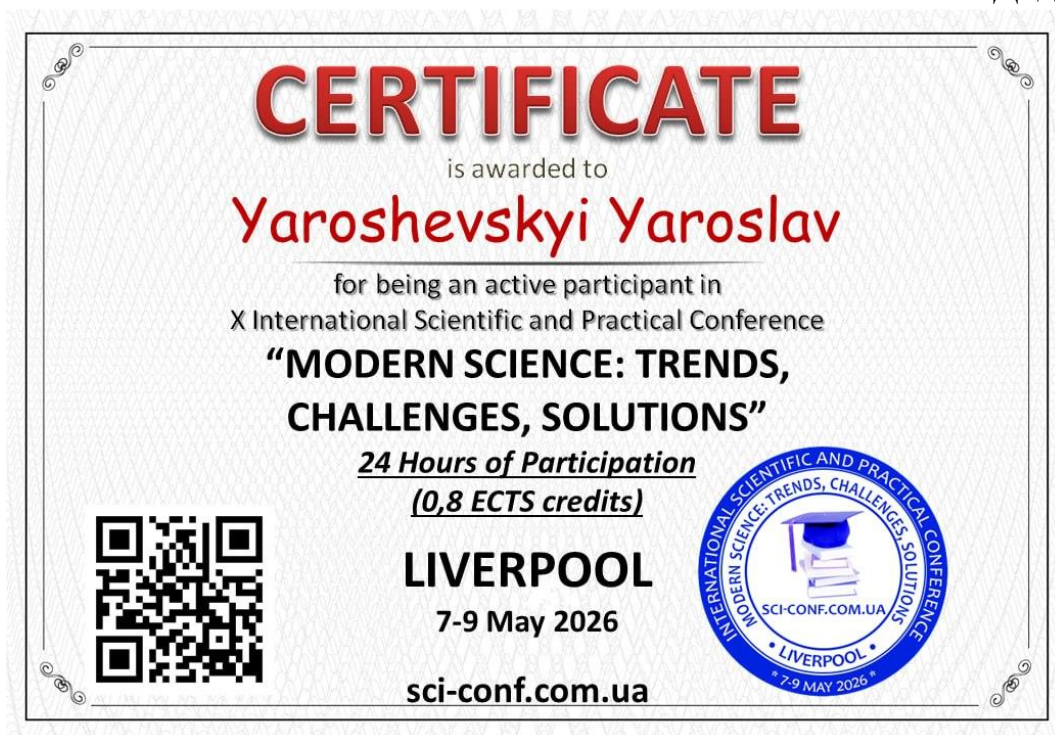 CERTIFICATE
is awarded to
Yaroshevskyi Yaroslav
for being an active participant in
X International Scientific and Practical Conference
“MODERN SCIENCE: TRENDS,
CHALLENGES, SOLUTIONS”
24 Hours of Participation
(0,8 ECTS credits)
LIVERPOOL
7-9 May 2026
sci-conf.com.ua
INTERNATIONAL SCIENTIFIC AND PRACTICAL CONFERENCE
MODERN SCIENCE: TRENDS, CHALLENGES, SOLUTIONS
SCI-CONF.COM.UA
• LIVERPOOL •
* 7-9 MAY 2026 *